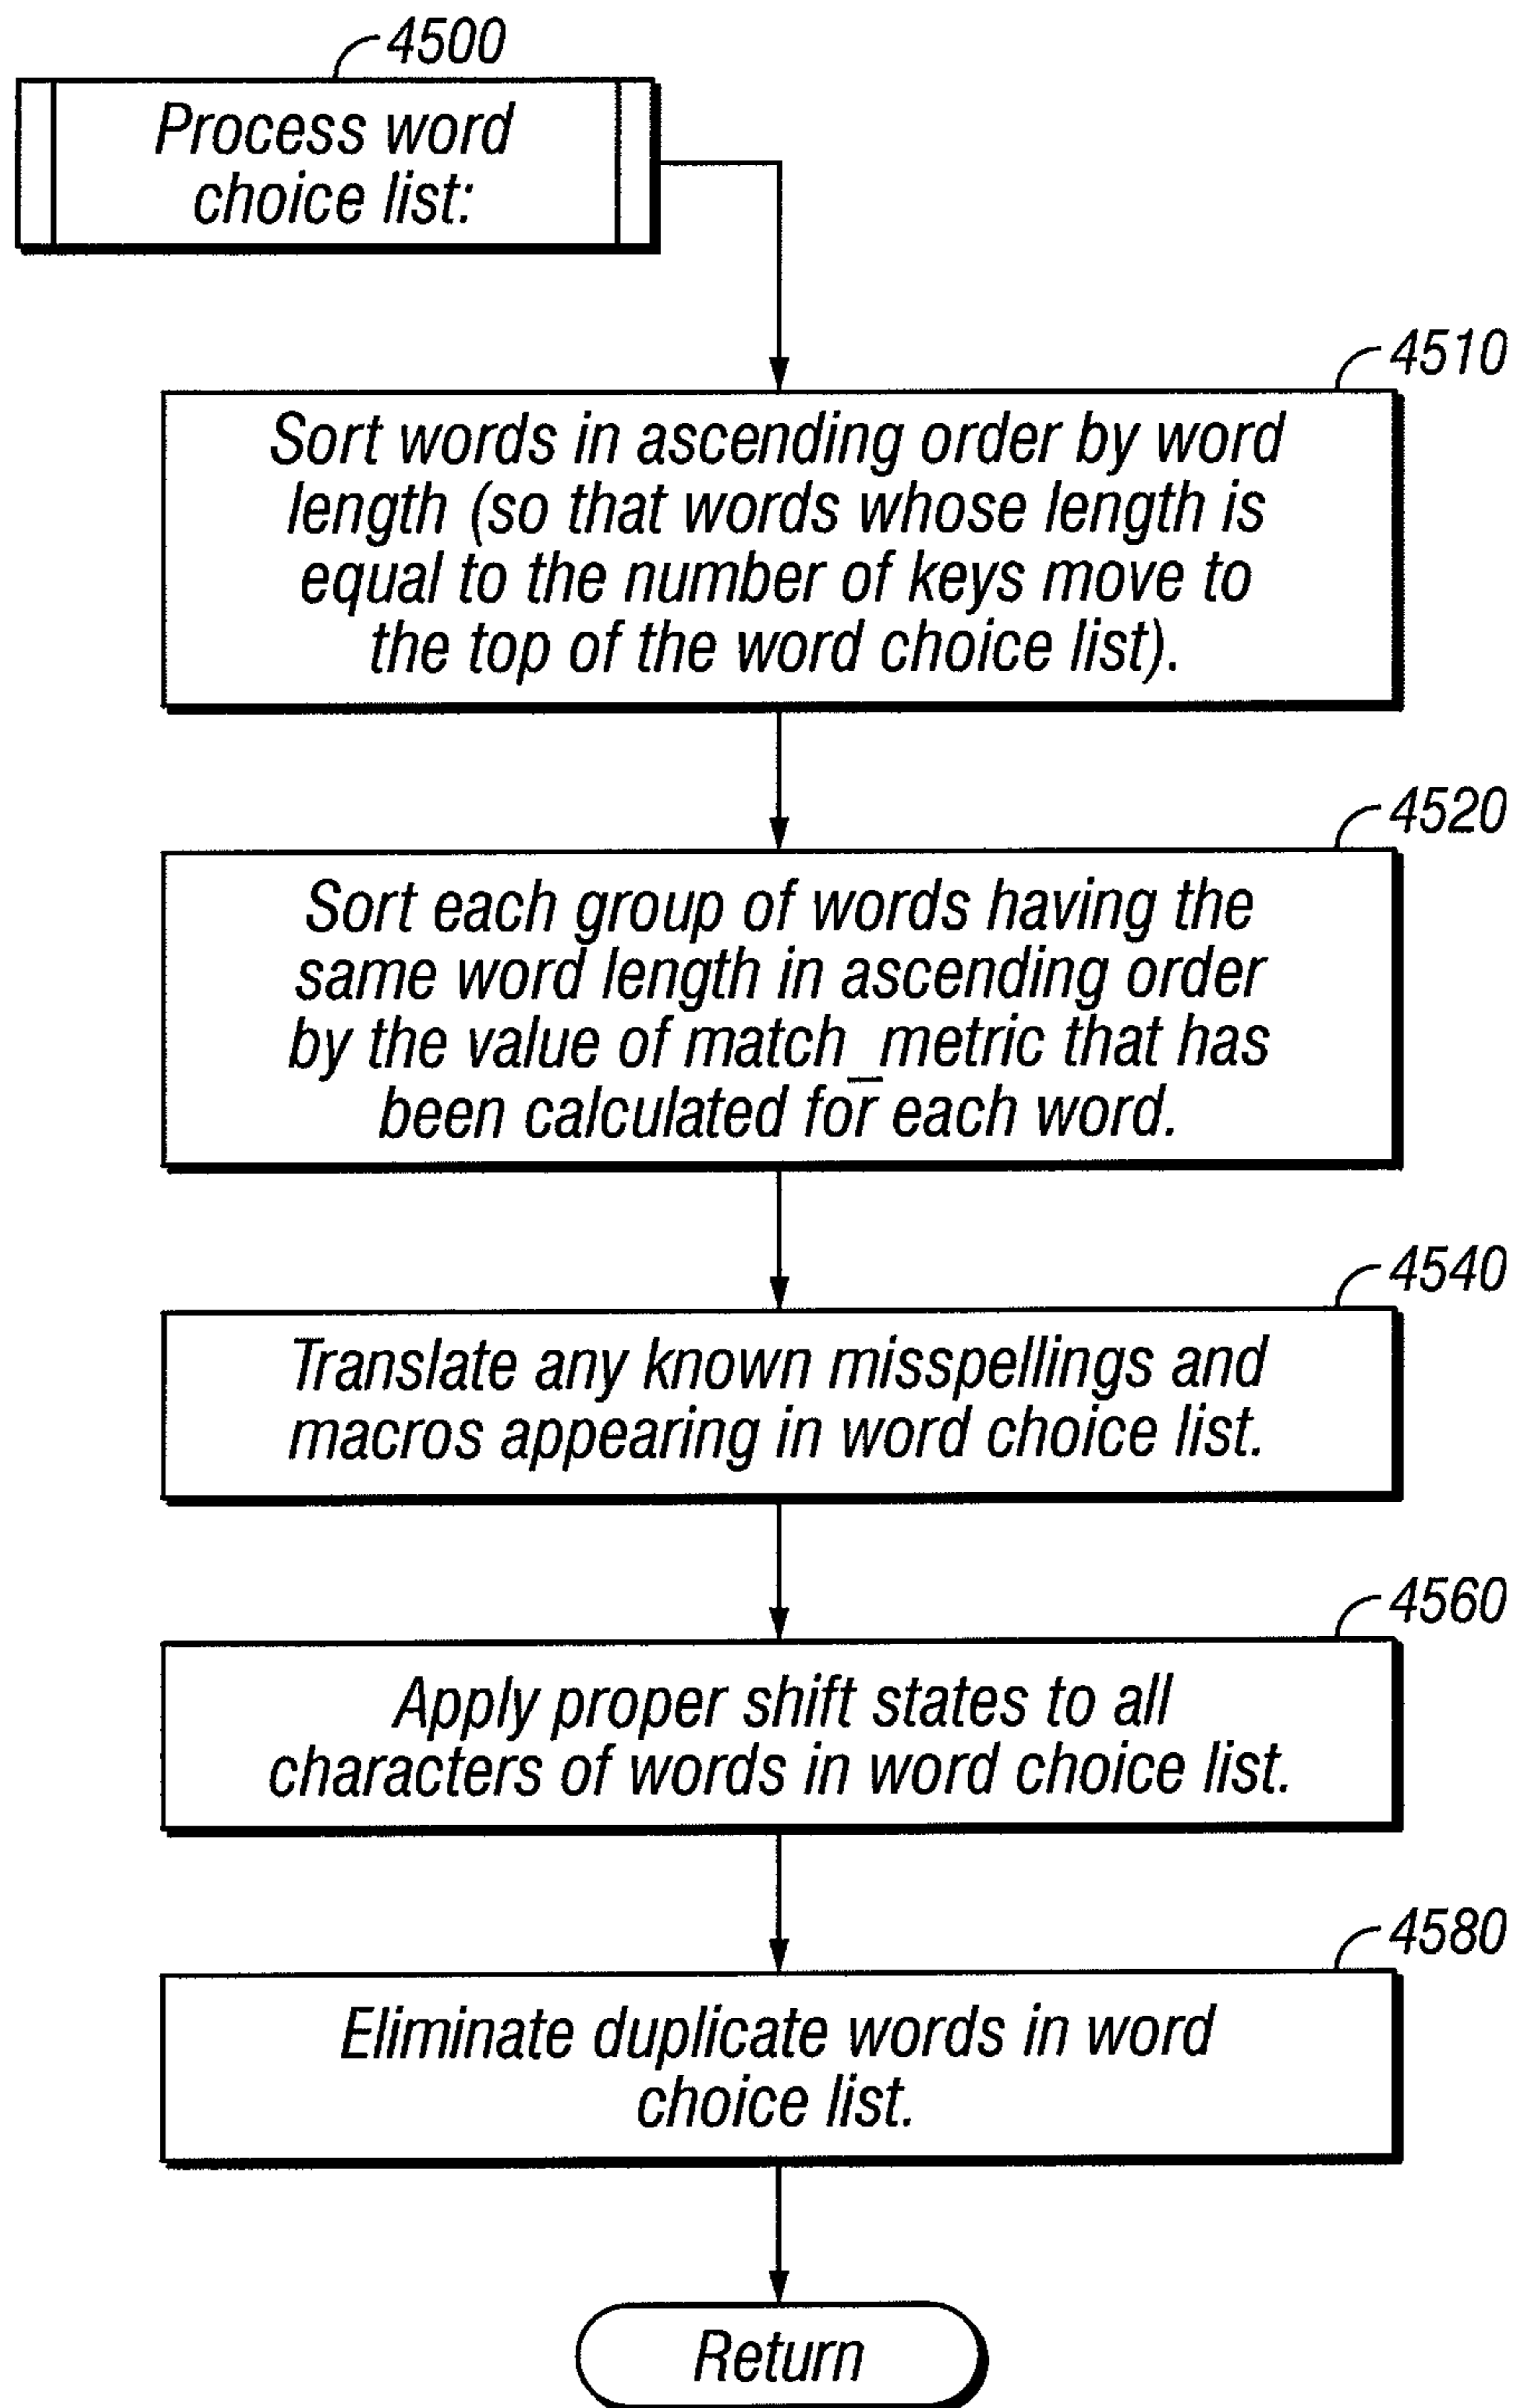 4500
Process word
choice list:
4510
Sort words in ascending order by word
length (so that words whose length is
equal to the number of keys move to
the top of the word choice list).
4520
Sort each group of words having the
same word length in ascending order
by the value of match_metric that has
been calculated for each word.
4540
Translate any known misspellings and
macros appearing in word choice list.
4560
Apply proper shift states to all
characters of words in word choice list.
4580
Eliminate duplicate words in word
choice list.
Return